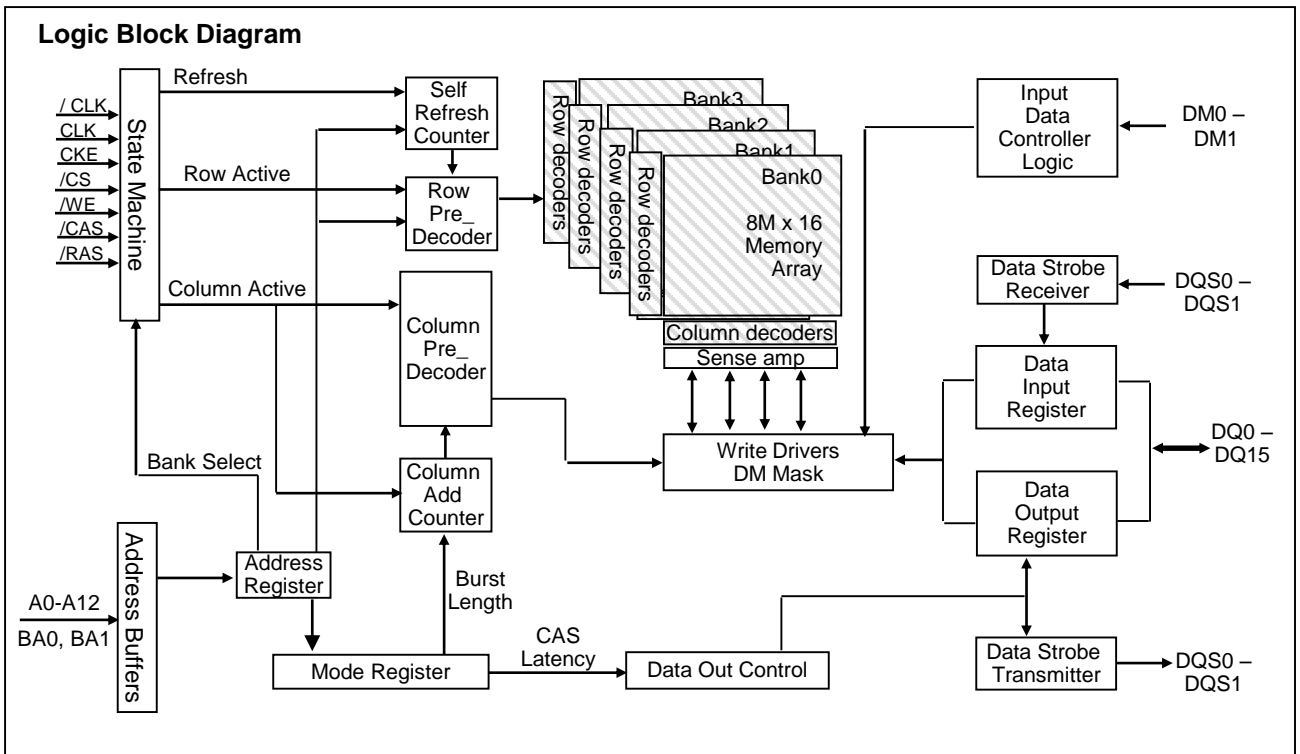 Logic Block Diagram
/ CLK
CLK
CKE
/CS
/WE
/CAS
/RAS
State Machine
Refresh
Row Active
Column Active
Bank Select
Self
Refresh
Counter
Row
Pre_
Decoder
Column
Pre_
Decoder
Column
Add
Counter
Row decoders
Row decoders
Row decoders
Row decoders
Bank3
Bank2
Bank1
Bank0
8M x 16
Memory
Array
Column decoders
Sense amp
Write Drivers
DM Mask
Input
Data
Controller
Logic
DM0 –
DM1
Data Strobe
Receiver
DQS0 –
DQS1
Data
Input
Register
DQ0 –
DQ15
Data
Output
Register
Data Strobe
Transmitter
DQS0 –
DQS1
A0-A12
BA0, BA1
Address Buffers
Address
Register
Burst
Length
Mode Register
CAS
Latency
Data Out Control